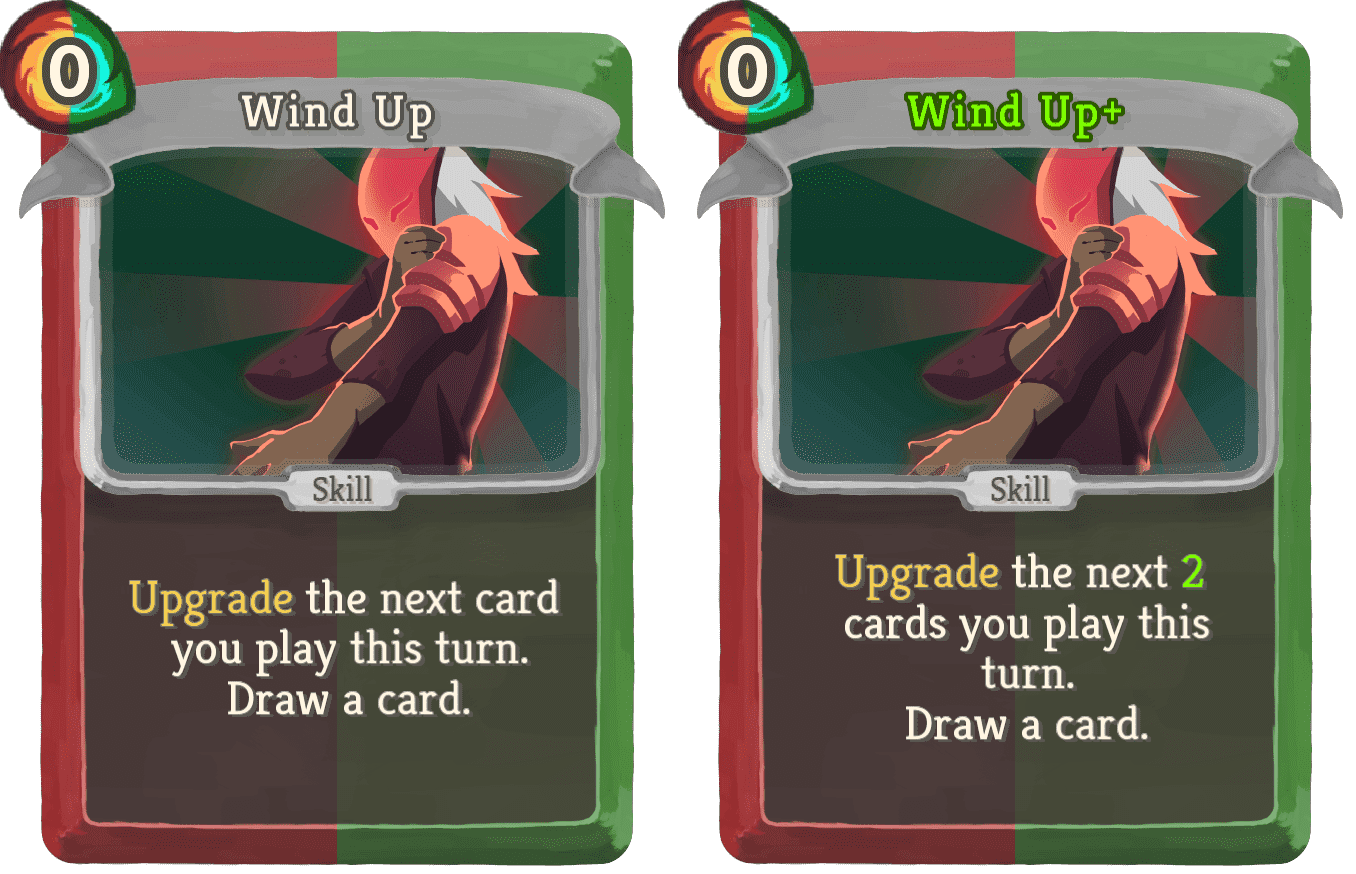 0
Wind Up
Skill
Upgrade the next card
you play this turn.
Draw a card.
0
Wind Up+
Skill
Upgrade the next 2
cards you play this
turn.
Draw a card.